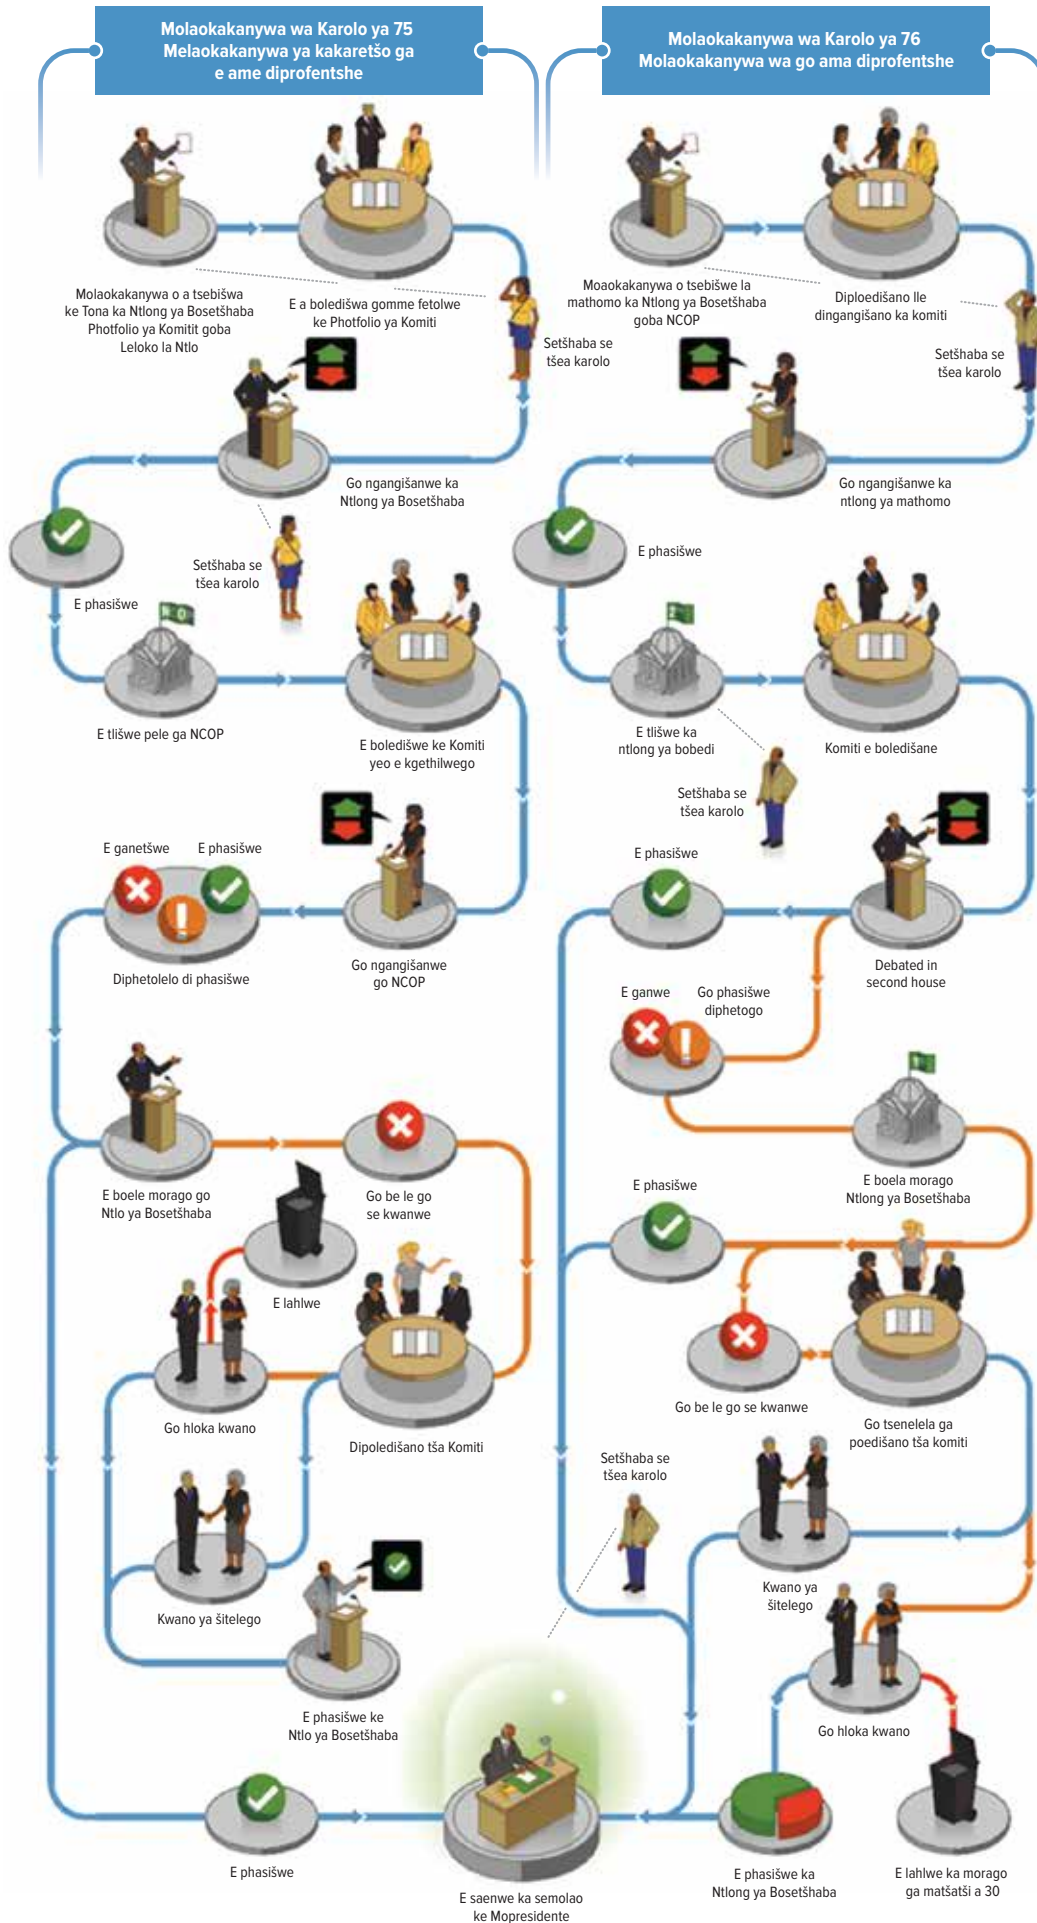 Molaokakanywa wa Karolo ya 75
Melaokakanywa ya kakaretšo ga
e ame diprofentshe
Molaokakanywa wa Karolo ya 76
Molaokakanywa wa go ama diprofentshe
Molaokakanywa o a tsebišwa
ke Tona ka Ntlong ya Bosetšhaba
Photfolio ya Komitit goba
Leloko la Ntlo
E a boledišwa gomme fetolwe
ke Photfolio ya Komiti
Setšhaba se
tšea karolo
Moaokakanywa o tsebišwe la
mathomo ka Ntlong ya Bosetšhaba
goba NCOP
Diploedišano lle
dingangišano ka komiti
Setšhaba se
tšea karolo
Go ngangišanwe ka
Ntlong ya Bosetšhaba
Go ngangišanwe ka
ntlong ya mathomo
Setšhaba se
tšea karolo
E phasišwe
E phasišwe
E tlišwe pele ga NCOP
E boledišwe ke Komiti
yeo e kgethilwego
E tlišwe ka
ntlong ya bobedi
Komiti e boledišane
Setšhaba se
tšea karolo
E ganetšwe
E phasišwe
Diphetolelo di phasišwe
Go ngangišanwe
go NCOP
E phasišwe
Debated in
second house
E ganwe
Go phasišwe
diphetogo
E boele morago go
Ntlo ya Bosetšhaba
Go be le go
se kwanwe
E boela morago
Ntlong ya Bosetšhaba
E phasišwe
E lahlwe
Go hloka kwano
Dipoledišano tša Komiti
Go be le go se kwanwe
Go tsenelela ga
poedišano tša komiti
Setšhaba se
tšea karolo
Kwano ya šitelego
Kwano ya
šitelego
E phasišwe ke
Ntlo ya Bosetšhaba
Go hloka kwano
E phasišwe
E saenwe ka semolao
ke Mopresidente
E phasišwe ka
Ntlong ya Bosetšhaba
E lahlwe ka morago
ga matšatši a 30